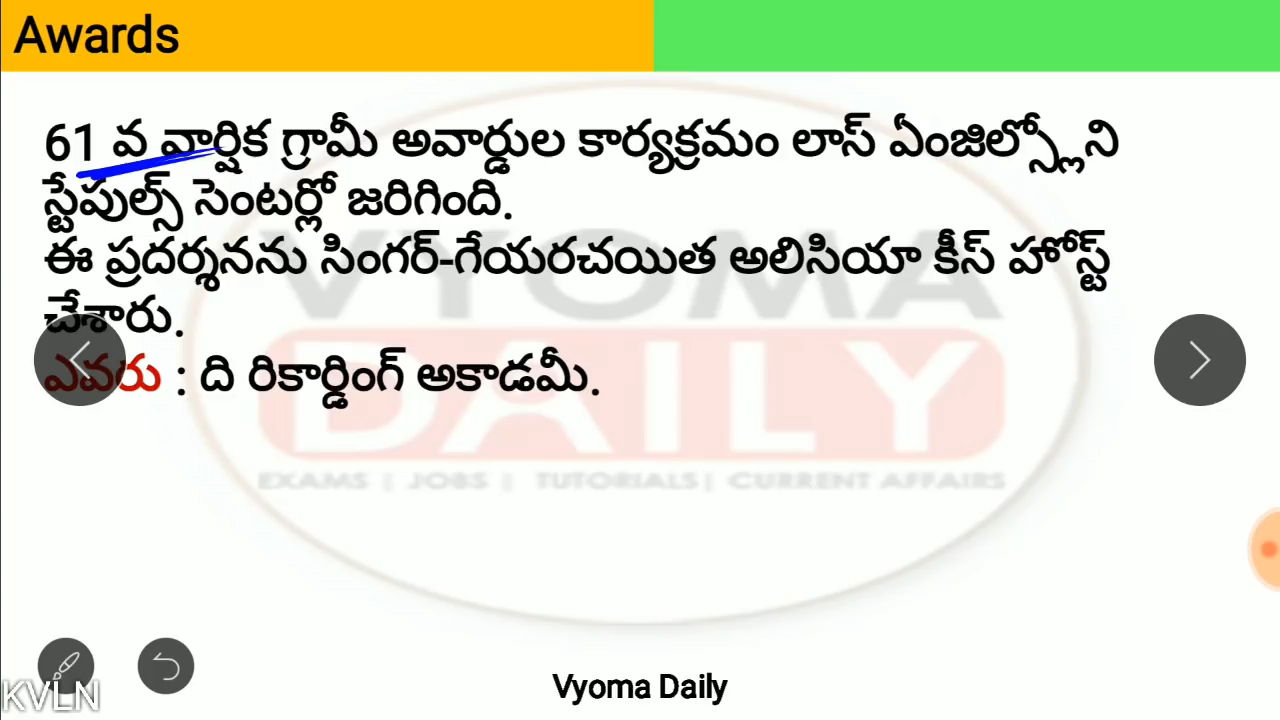 Awards
61 వ వార్షిక గ్రామీ అవార్డుల కార్యక్రమం లాస్ ఏంజిల్స్లోని
స్టేపుల్స్ సెంటర్లో జరిగింది.
ఈ ప్రదర్శనను సింగర్-గేయరచయిత అలిసియా కీస్ హోస్ట్
చేశారు.
ఎవరు : ది రికార్డింగ్ అకాడమీ.
VYOMA
DAILY
EXAMS | JOBS | TUTORIALS | CURRENT AFFAIRS
Vyoma Daily
KVLN